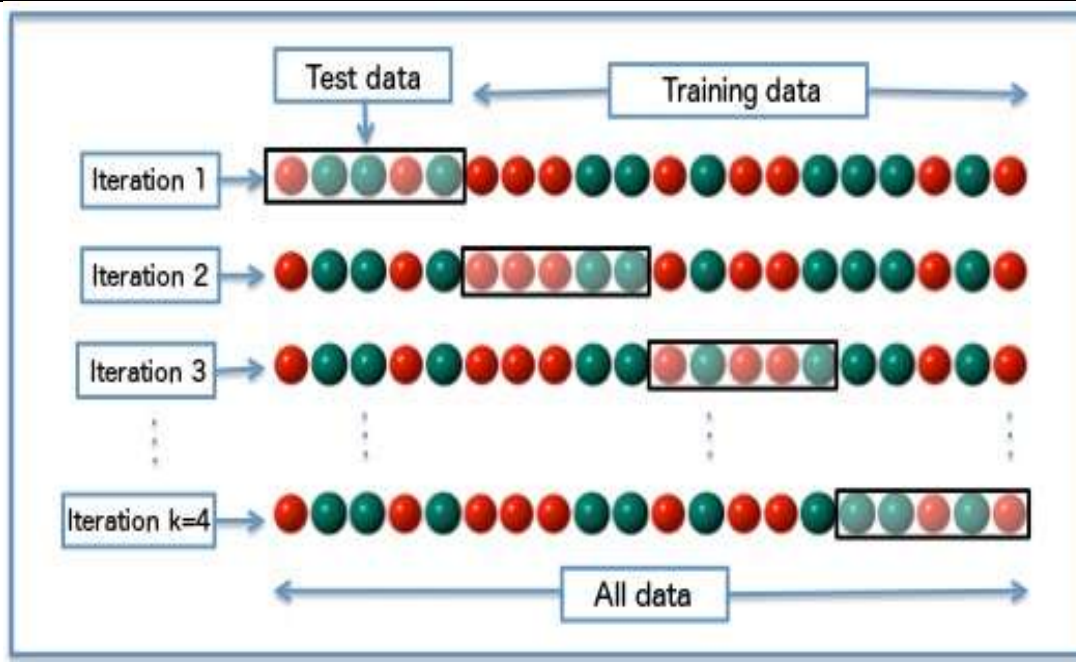 Test data
Training data
Iteration 1
Iteration 2
Iteration 3
Iteration k=4
All data